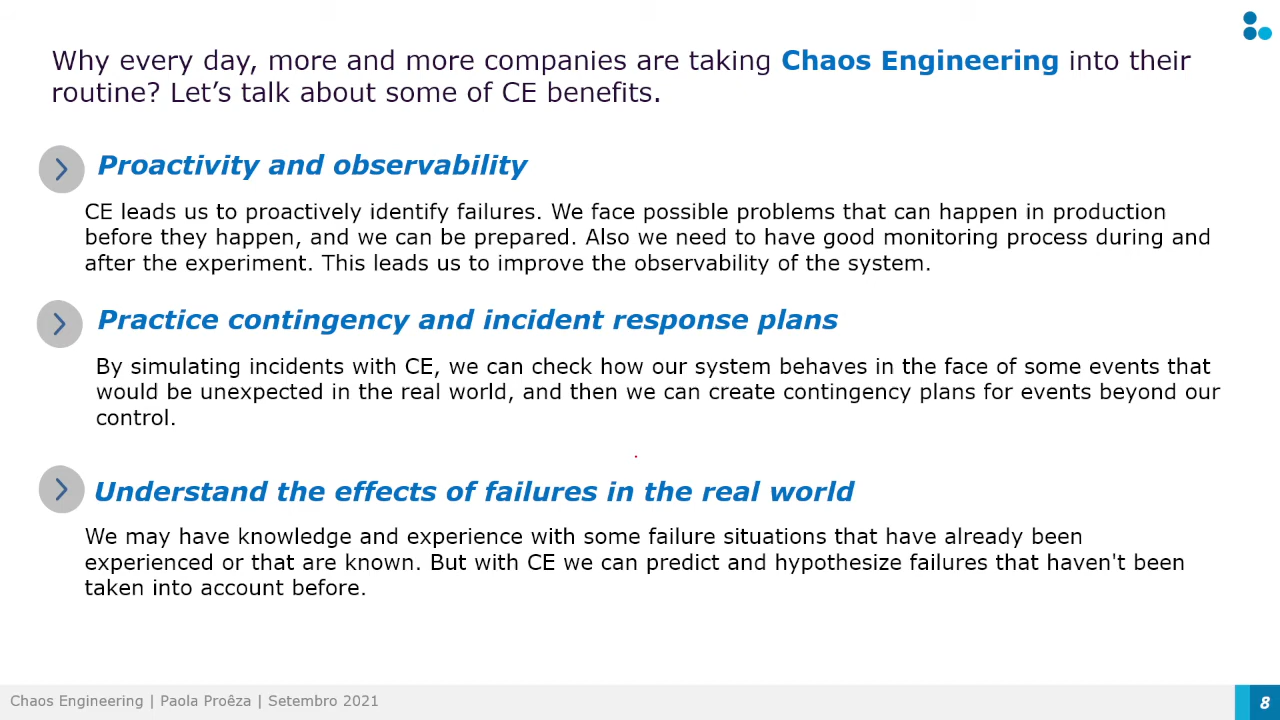 Why every day, more and more companies are taking Chaos Engineering into their
routine? Let’s talk about some of CE benefits.
Proactivity and observability
CE leads us to proactively identify failures. We face possible problems that can happen in production
before they happen, and we can be prepared. Also we need to have good monitoring process during and
after the experiment. This leads us to improve the observability of the system.
Practice contingency and incident response plans
By simulating incidents with CE, we can check how our system behaves in the face of some events that
would be unexpected in the real world, and then we can create contingency plans for events beyond our
control.
Understand the effects of failures in the real world
We may have knowledge and experience with some failure situations that have already been
experienced or that are known. But with CE we can predict and hypothesize failures that haven't been
taken into account before.
Chaos Engineering | Paola Proêza | Setembro 2021
8